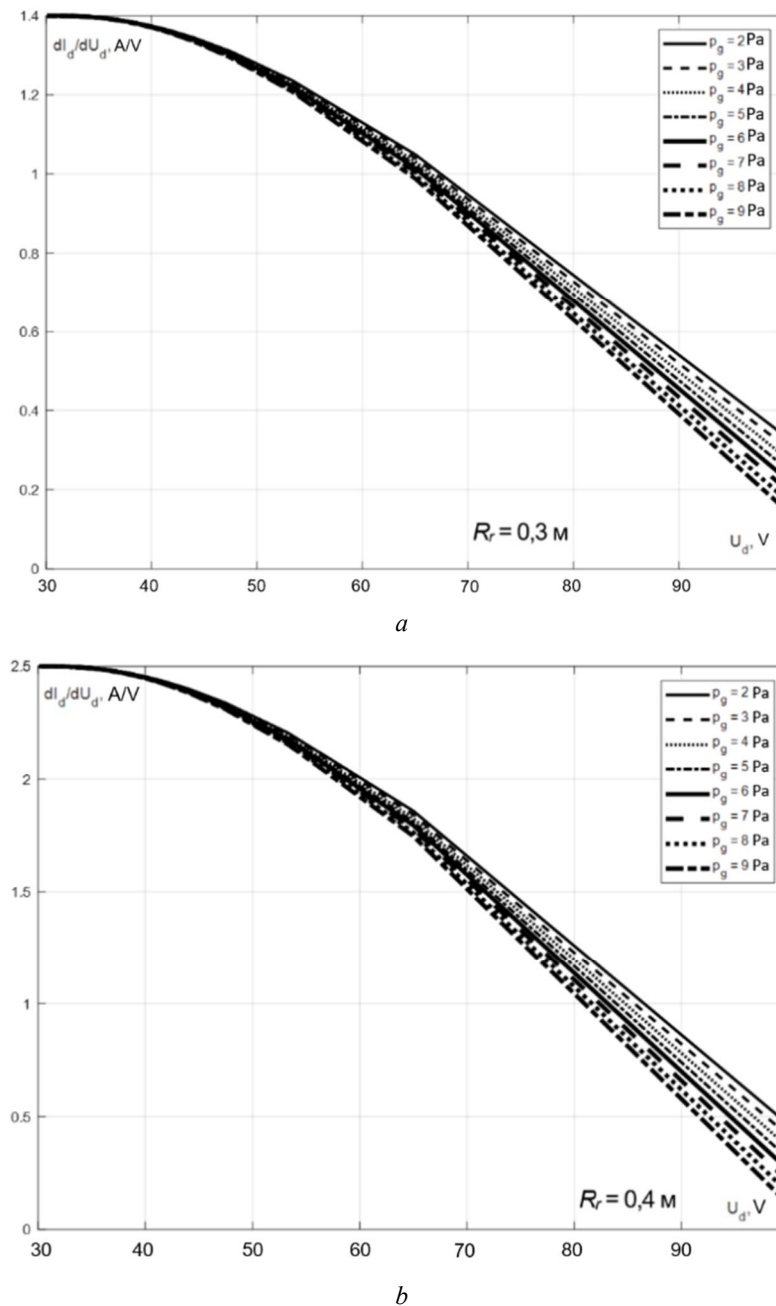 1.4
dI_d/dU_d, A/V
1.2
1
0.8
0.6
0.4
0.2
0
p_g = 2 Pa
p_g = 3 Pa
p_g = 4 Pa
p_g = 5 Pa
p_g = 6 Pa
p_g = 7 Pa
p_g = 8 Pa
p_g = 9 Pa
R_r = 0,3 м
U_d, V
30 40 50 60 70 80 90
a
2.5
dI_d/dU_d, A/V
2
1.5
1
0.5
0
p_g = 2 Pa
p_g = 3 Pa
p_g = 4 Pa
p_g = 5 Pa
p_g = 6 Pa
p_g = 7 Pa
p_g = 8 Pa
p_g = 9 Pa
R_r = 0,4 м
U_d, V
30 40 50 60 70 80 90
b